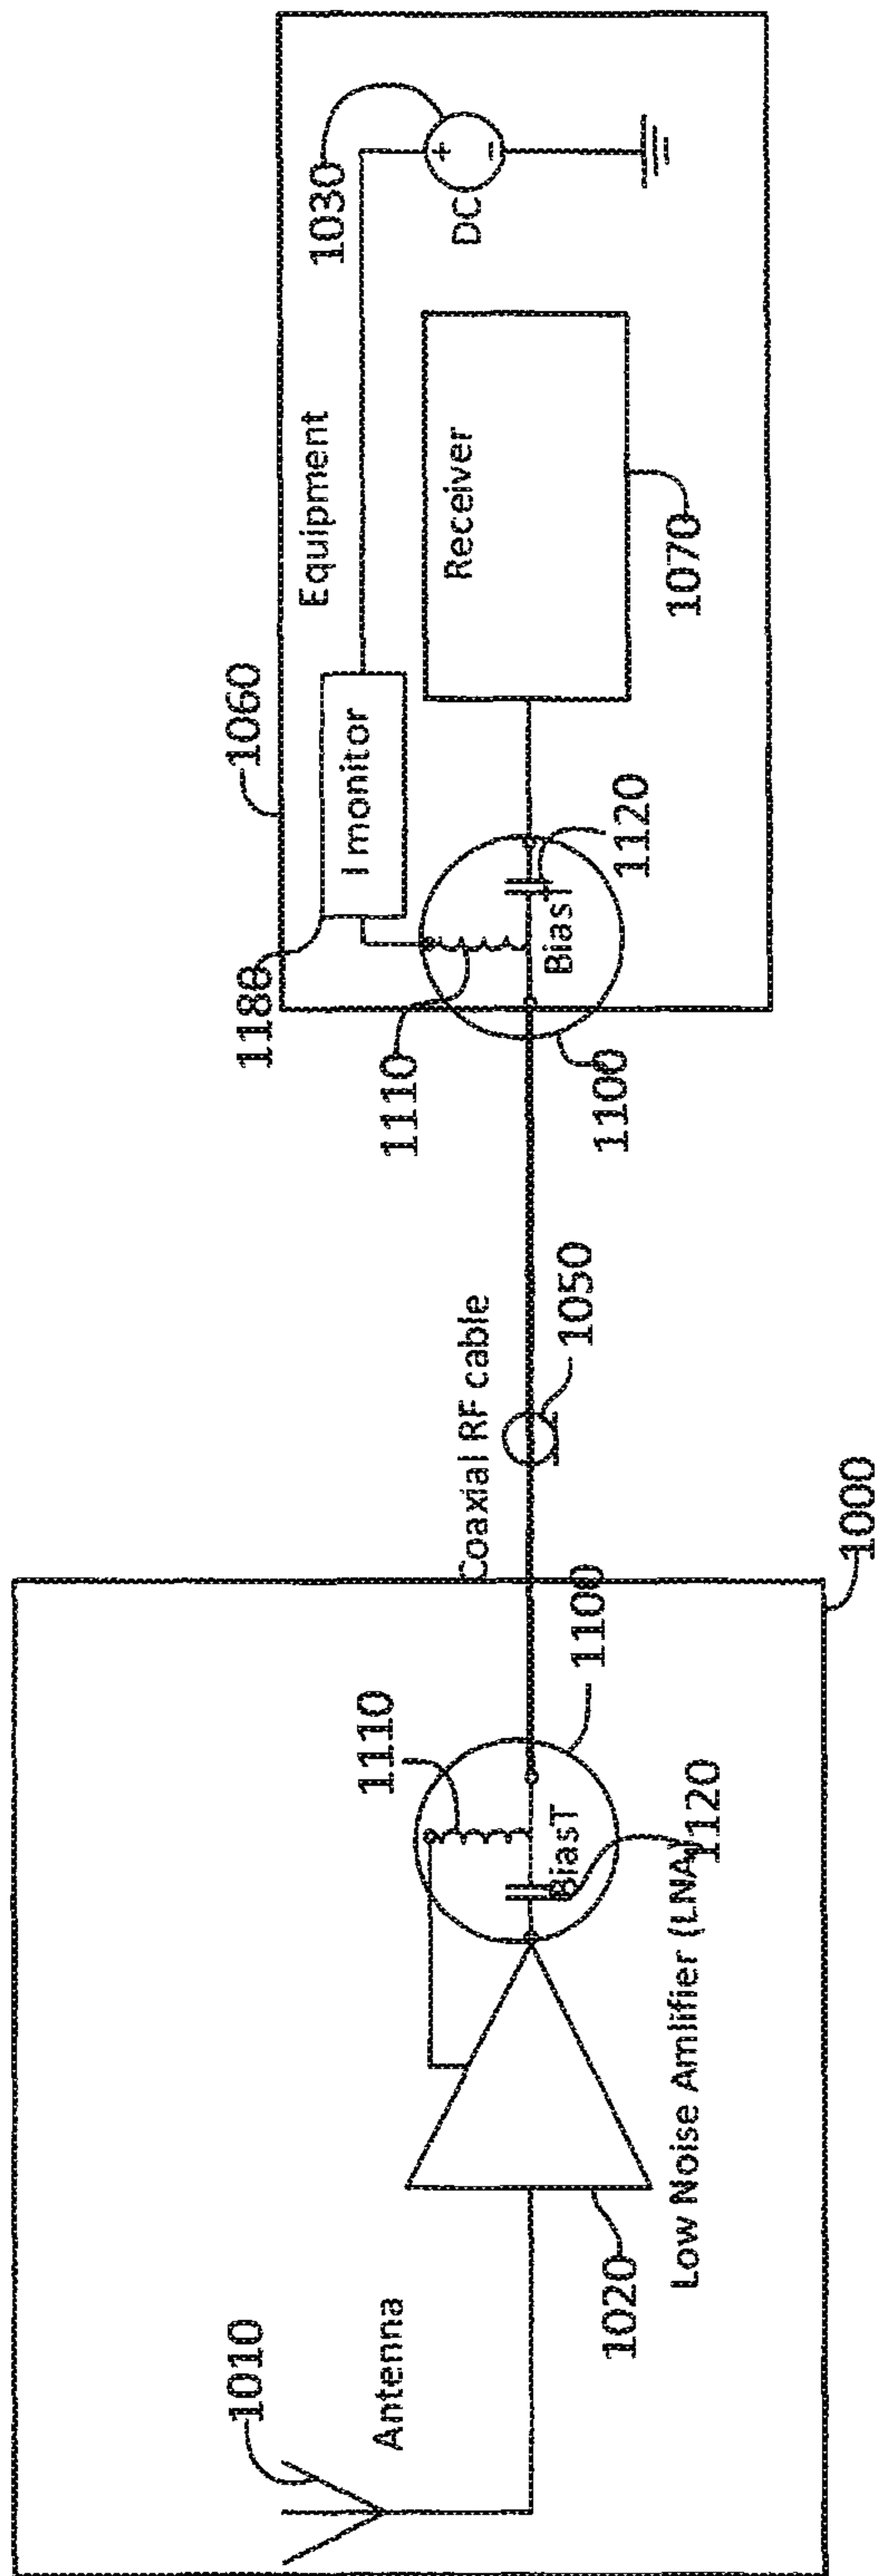 1010
Antenna
1020
Low Noise Amlifier (LNA)
1110
BiasT
1120
1100
1000
Coaxial RF cable
1050
1060
Equipment
1180
I monitor
1110
BiasT
1120
1100
Receiver
1070
1030
+
-
DC